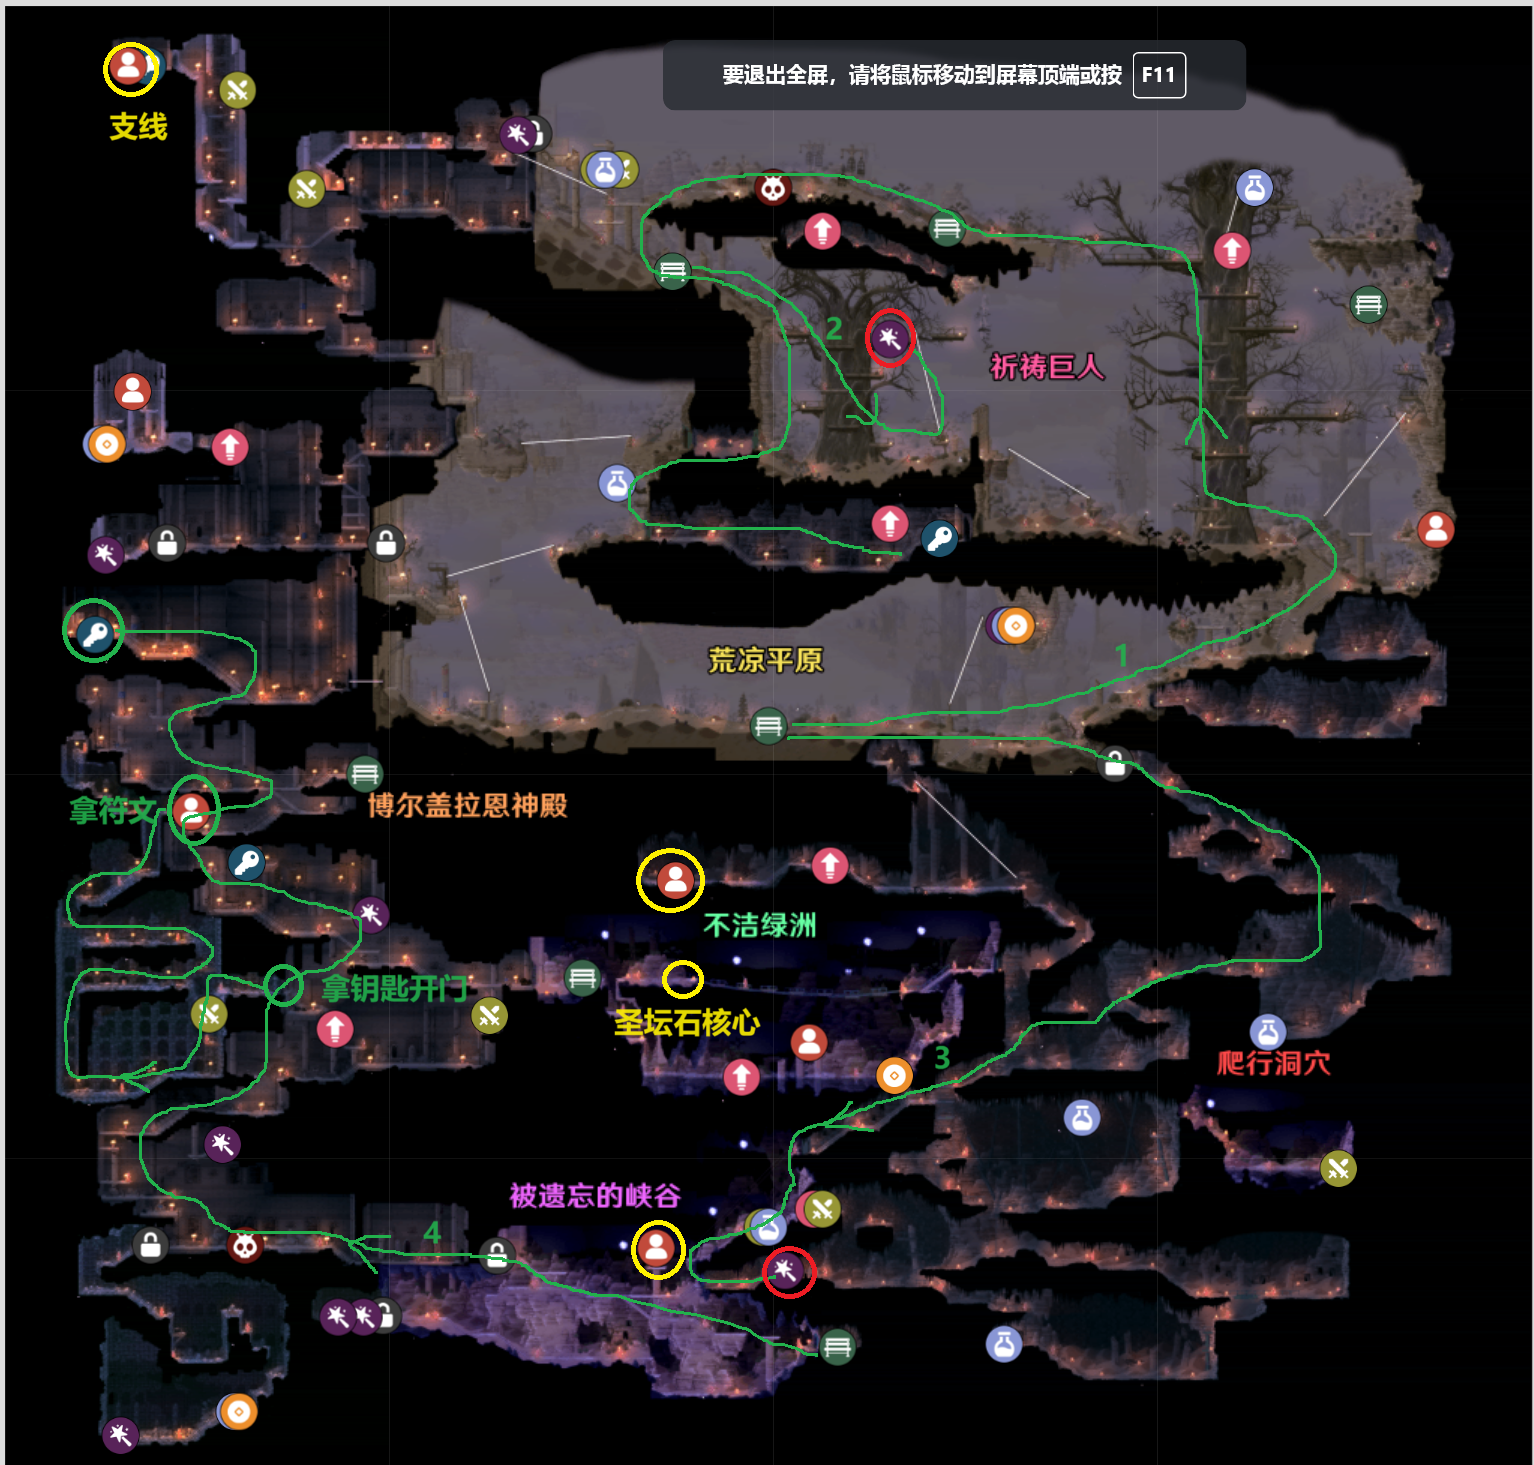 要退出全屏，请将鼠标移动到屏幕顶端或按 F11
支线
2
祈祷巨人
荒凉平原
1
拿符文
博尔盖拉恩神殿
不洁绿洲
拿钥匙开门
圣坛石核心
3
爬行洞穴
被遗忘的峡谷
4